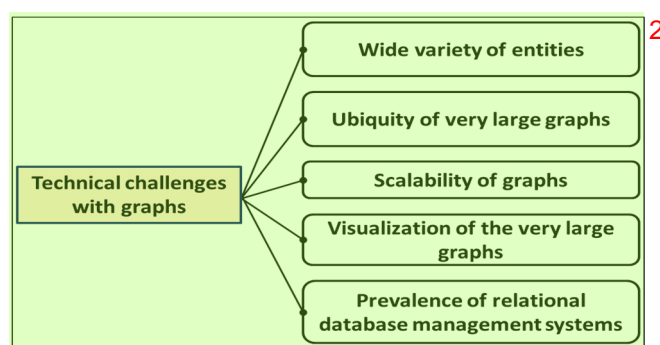 Wide variety of entities
2
Ubiquity of very large graphs
Technical challenges
with graphs
Scalability of graphs
Visualization of the very large
graphs
Prevalence of relational
database management systems